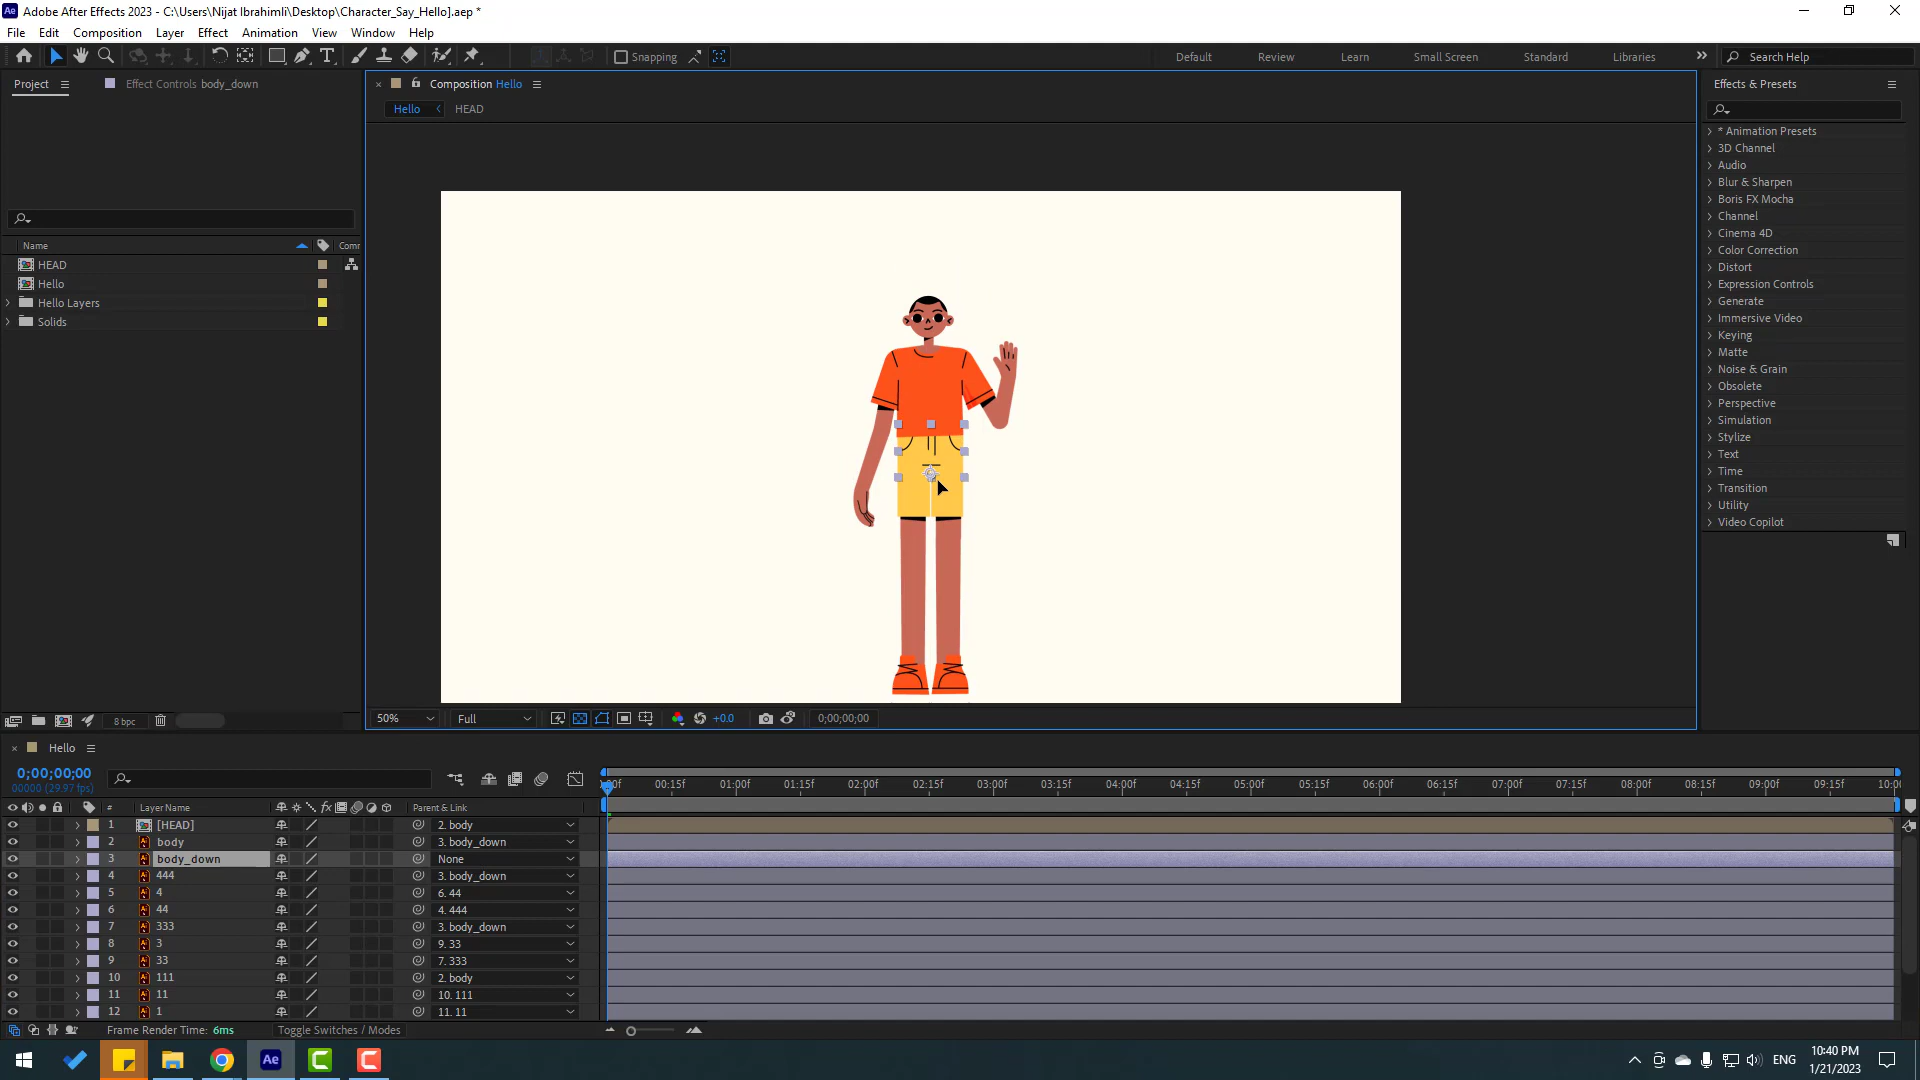 Adobe After Effects 2023 - C:\Users\Nijat Ibrahimli\Desktop\Character_Say_Hello].aep *
File Edit Composition Layer Effect Animation View Window Help
Snapping Default Review Learn Small Screen Standard Libraries Search Help
Project Effect Controls body_down Composition Hello Effects & Presets
Hello HEAD
* Animation Presets
3D Channel
Audio
Blur & Sharpen
Boris FX Mocha
Channel
Cinema 4D
Color Correction
Distort
Expression Controls
Generate
Immersive Video
Keying
Matte
Noise & Grain
Obsolete
Perspective
Simulation
Stylize
Text
Time
Transition
Utility
Video Copilot
Name Comr
HEAD
Hello
Hello Layers
Solids
8 bpc 50% Full +0.0 0;00;00;00
Hello
0;00;00;00
00000 (29.97 fps)
:00f 00:15f 01:00f 01:15f 02:00f 02:15f 03:00f 03:15f 04:00f 04:15f 05:00f 05:15f 06:00f 06:15f 07:00f 07:15f 08:00f 08:15f 09:00f 09:15f 10:0
# Layer Name Parent & Link
1 [HEAD] 2. body
2 body 3. body_down
3 body_down None
4 444 3. body_down
5 4 6. 44
6 44 4. 444
7 333 3. body_down
8 3 9. 33
9 33 7. 333
10 111 2. body
11 11 10. 111
12 1 11. 11
Frame Render Time: 6ms Toggle Switches / Modes
Ae ENG 10:40 PM
1/21/2023